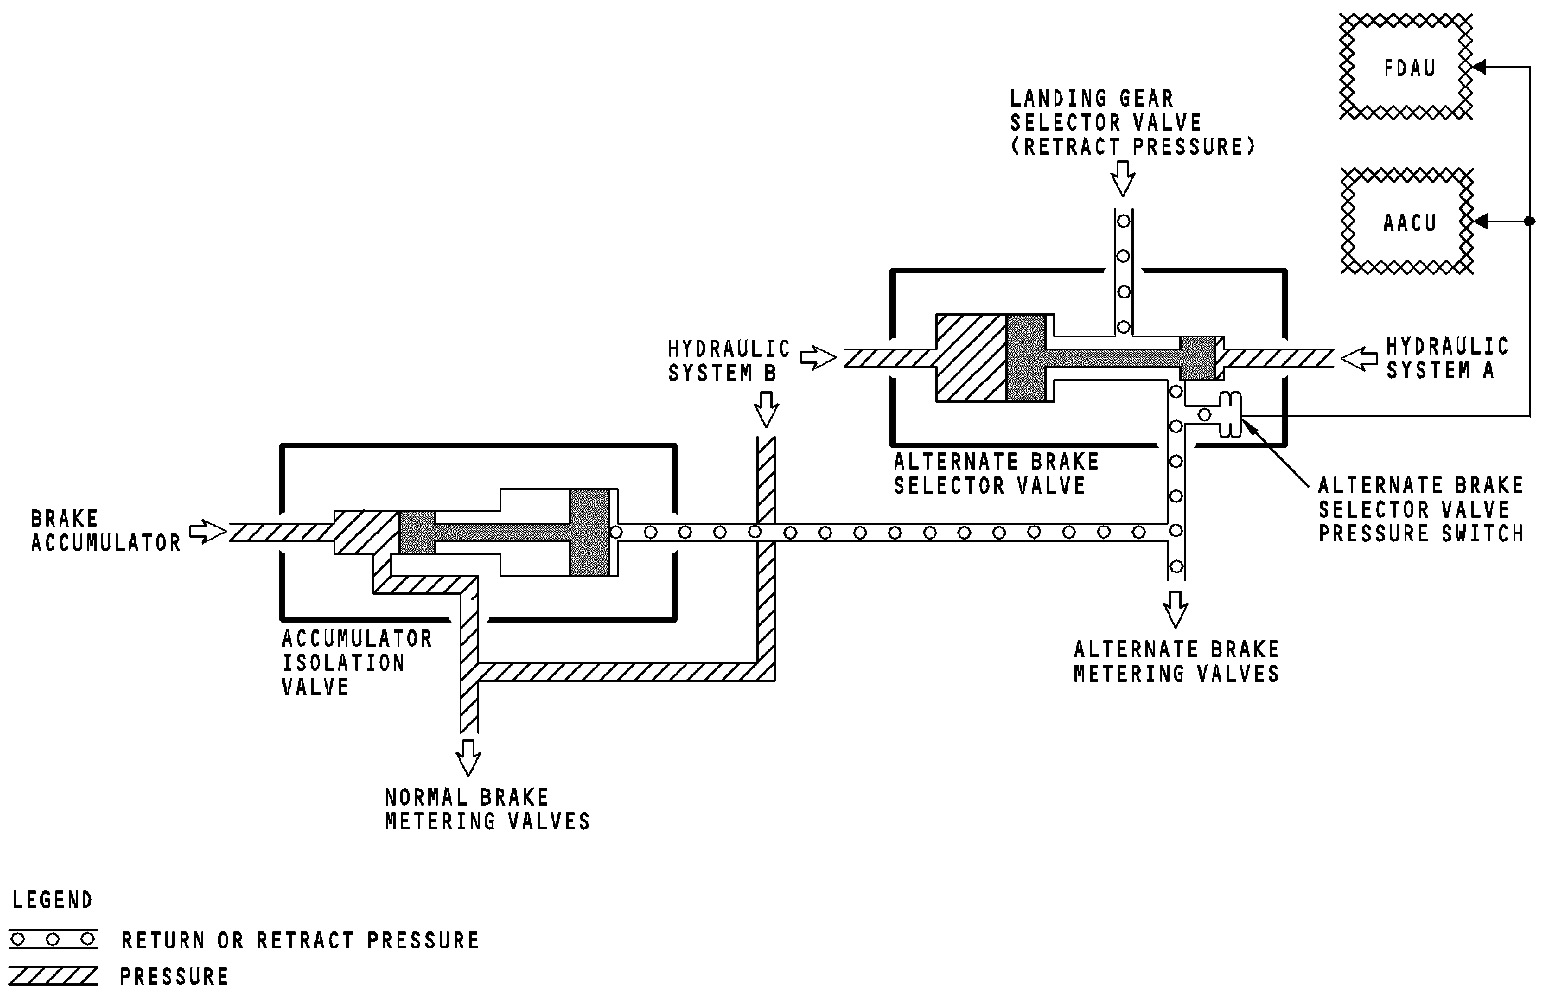 FDAU
LANDING GEAR
SELECTOR VALVE
(RETRACT PRESSURE)
AACU
HYDRAULIC
SYSTEM B
HYDRAULIC
SYSTEM A
ALTERNATE BRAKE
SELECTOR VALVE
ALTERNATE BRAKE
SELECTOR VALVE
PRESSURE SWITCH
BRAKE
ACCUMULATOR
ACCUMULATOR
ISOLATION
VALVE
ALTERNATE BRAKE
METERING VALVES
NORMAL BRAKE
METERING VALVES
LEGEND
RETURN OR RETRACT PRESSURE
PRESSURE